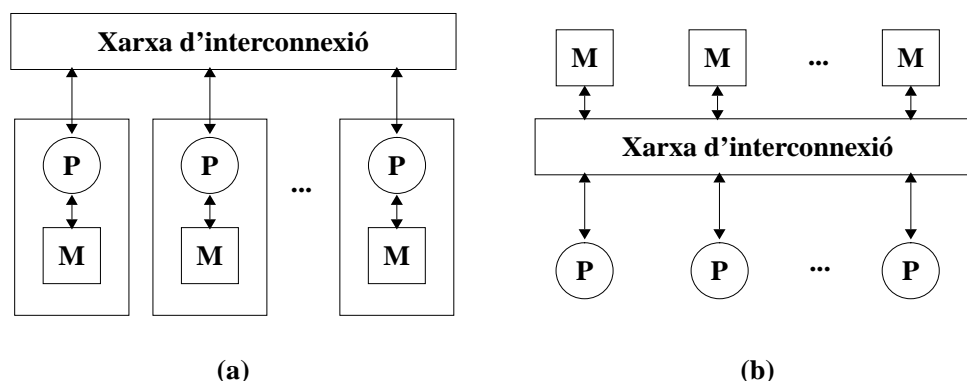 Xarxa d'interconnexió
P P ... P
M M M
(a)
M M ... M
Xarxa d'interconnexió
P P ... P
(b)